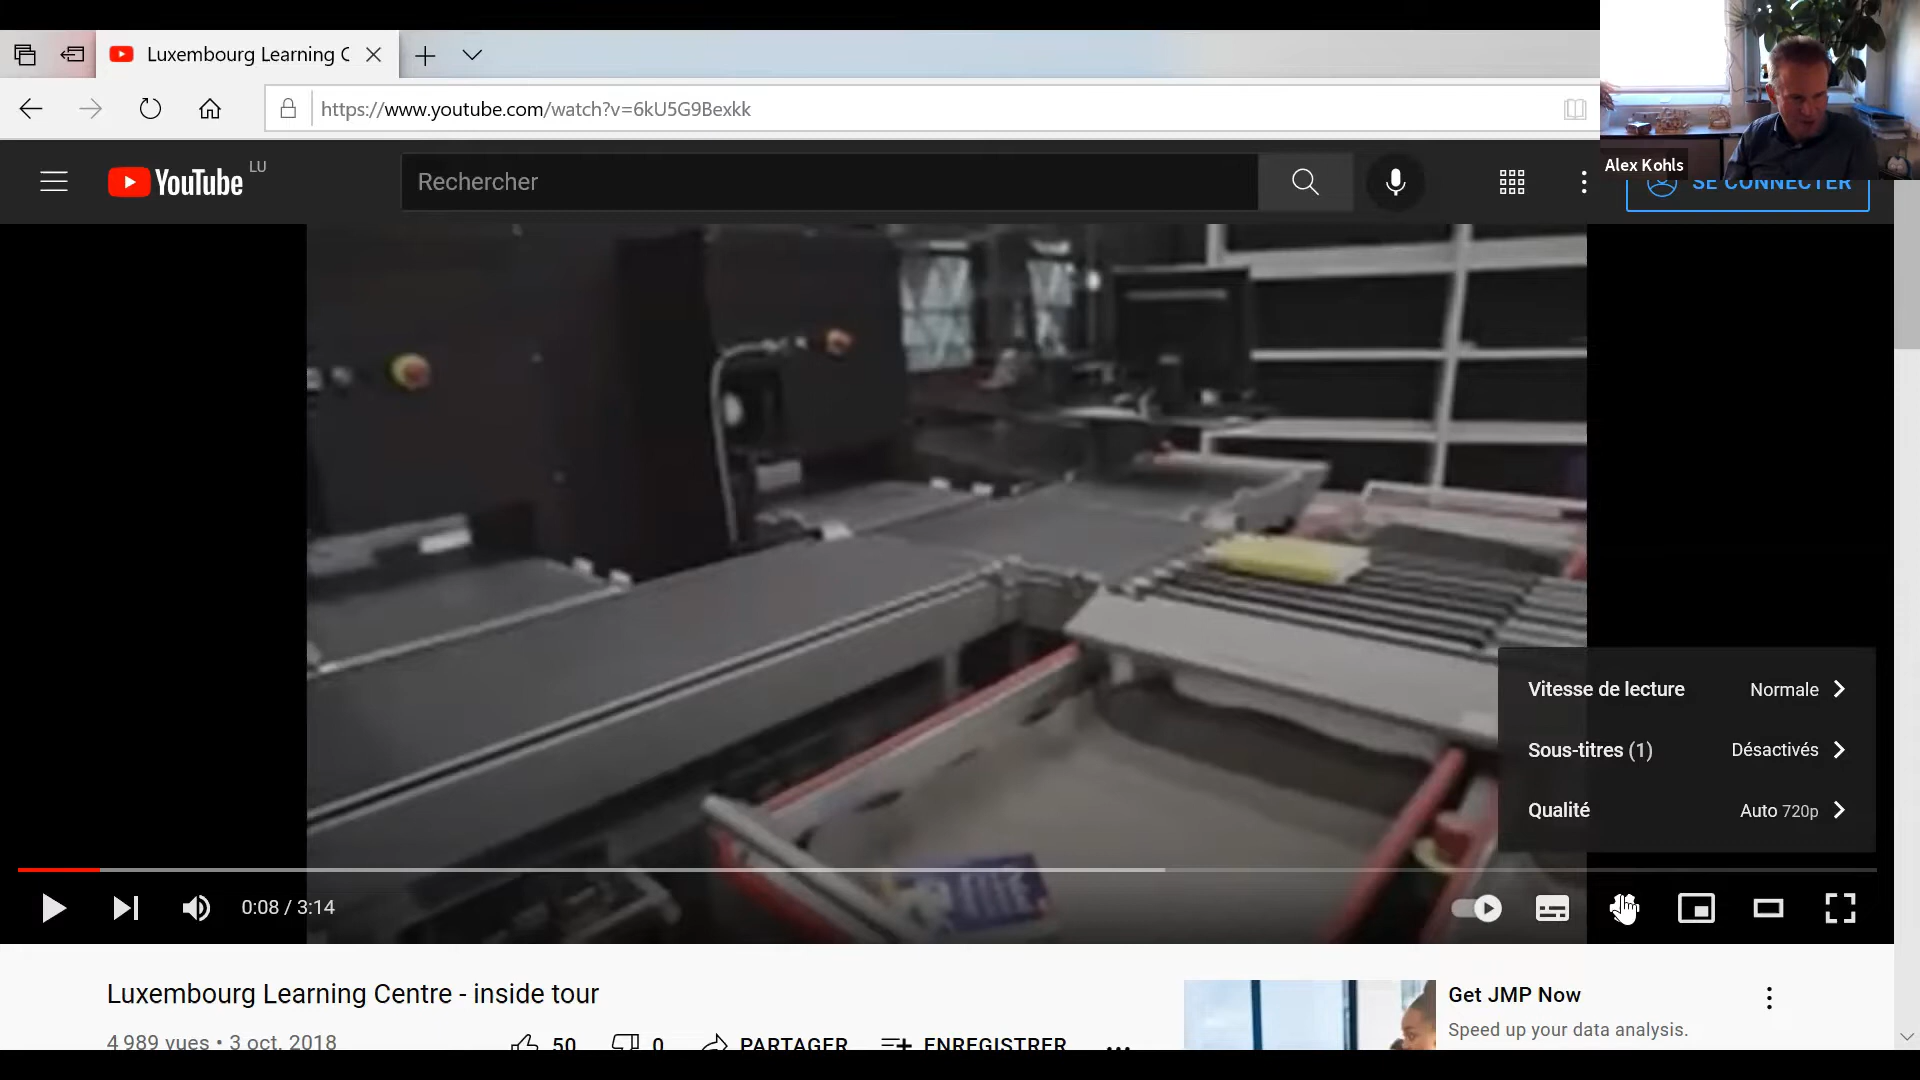 Luxembourg Learning C
https://www.youtube.com/watch?v=6kU5G9Bexkk
Alex Kohls
YouTube LU
Rechercher
SE CONNECTER
Vitesse de lecture Normale
Sous-titres (1) Désactivés
Qualité Auto 720p
0:08 / 3:14
Luxembourg Learning Centre - inside tour
4 989 vues • 3 oct. 2018
50 0 PARTAGER ENREGISTRER
Get JMP Now
Speed up your data analysis.